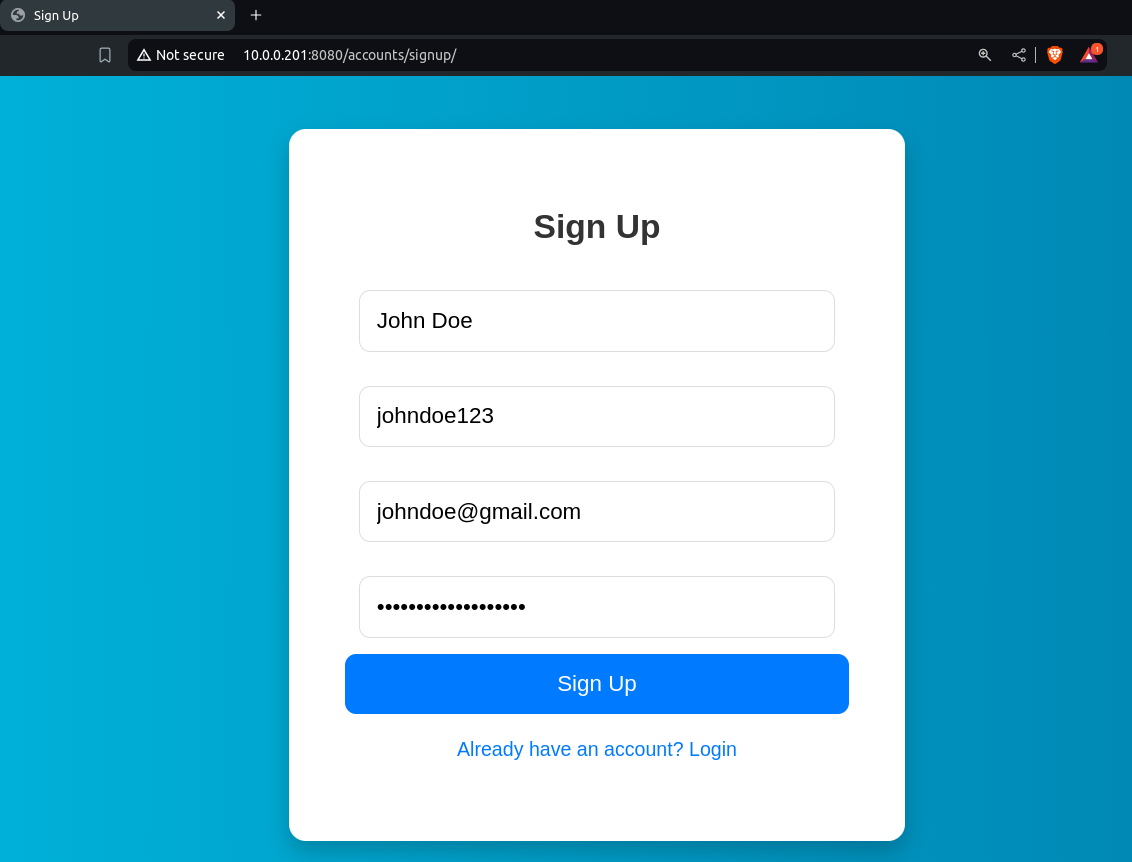 Sign Up
Not secure 10.0.0.201:8080/accounts/signup/
1
Sign Up
John Doe
johndoe123
johndoe@gmail.com
•••••••••••••••••••
Sign Up
Already have an account? Login